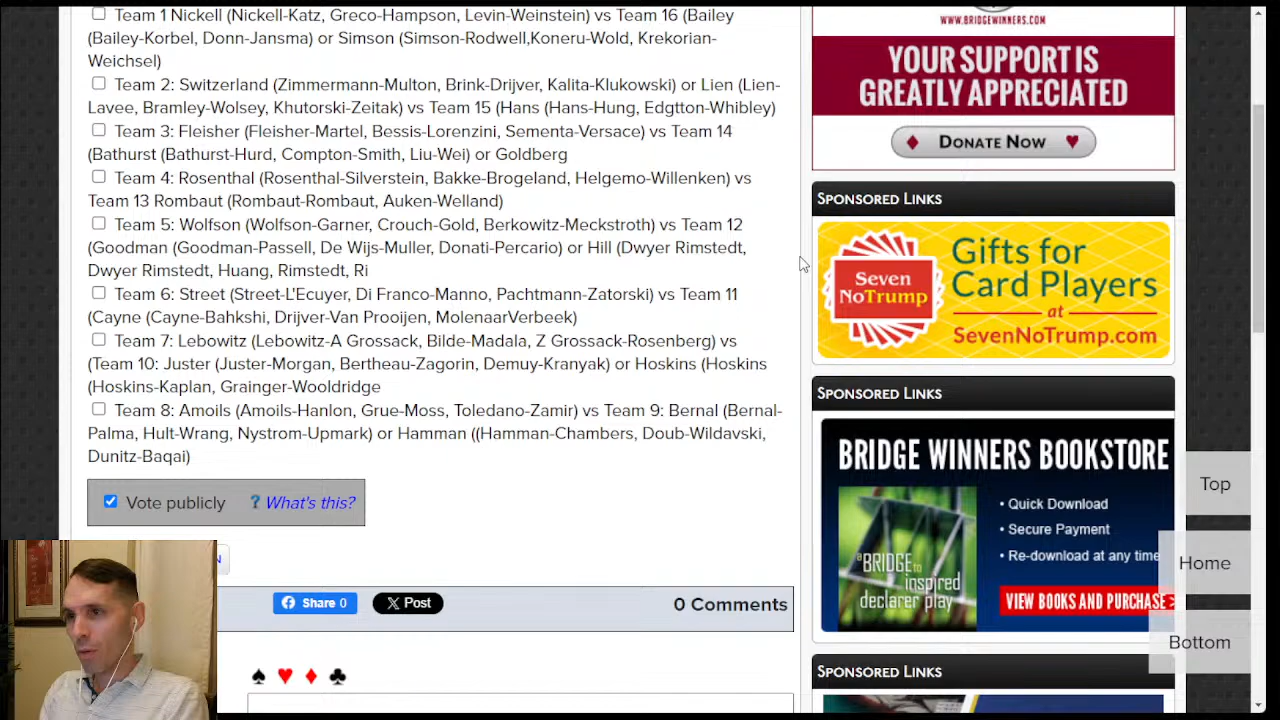 Team 1 Nickell (Nickell-Katz, Greco-Hampson, Levin-Weinstein) vs Team 16 (Bailey
(Bailey-Korbel, Donn-Jansma) or Simson (Simson-Rodwell,Koneru-Wold, Krekorian-
Weichsel)
Team 2: Switzerland (Zimmermann-Multon, Brink-Drijver, Kalita-Klukowski) or Lien (Lien-
Lavee, Bramley-Wolsey, Khutorski-Zeitak) vs Team 15 (Hans (Hans-Hung, Edgtton-Whibley)
Team 3: Fleisher (Fleisher-Martel, Bessis-Lorenzini, Sementa-Versace) vs Team 14
(Bathurst (Bathurst-Hurd, Compton-Smith, Liu-Wei) or Goldberg
Team 4: Rosenthal (Rosenthal-Silverstein, Bakke-Brogeland, Helgemo-Willenken) vs
Team 13 Rombaut (Rombaut-Rombaut, Auken-Welland)
Team 5: Wolfson (Wolfson-Garner, Crouch-Gold, Berkowitz-Meckstroth) vs Team 12
(Goodman (Goodman-Passell, De Wijs-Muller, Donati-Percario) or Hill (Dwyer Rimstedt,
Dwyer Rimstedt, Huang, Rimstedt, Ri
Team 6: Street (Street-L'Ecuyer, Di Franco-Manno, Pachtmann-Zatorski) vs Team 11
(Cayne (Cayne-Bahkshi, Drijver-Van Prooijen, MolenaarVerbeek)
Team 7: Lebowitz (Lebowitz-A Grossack, Bilde-Madala, Z Grossack-Rosenberg) vs
(Team 10: Juster (Juster-Morgan, Bertheau-Zagorin, Demuy-Kranyak) or Hoskins (Hoskins
(Hoskins-Kaplan, Grainger-Wooldridge
Team 8: Amoils (Amoils-Hanlon, Grue-Moss, Toledano-Zamir) vs Team 9: Bernal (Bernal-
Palma, Hult-Wrang, Nystrom-Upmark) or Hamman ((Hamman-Chambers, Doub-Wildavski,
Dunitz-Baqai)
Vote publicly ? What's this?
N
Share 0
X Post
0 Comments
WWW.BRIDGEWINNERS.COM
YOUR SUPPORT IS
GREATLY APPRECIATED
DONATE NOW
SPONSORED LINKS
Seven
NoTrump
Gifts for
Card Players
at
SevenNoTrump.com
SPONSORED LINKS
BRIDGE WINNERS BOOKSTORE
• Quick Download
• Secure Payment
• Re-download at any time
a BRIDGE to
inspired
declarer play
VIEW BOOKS AND PURCHASE >
SPONSORED LINKS
Top
Home
Bottom